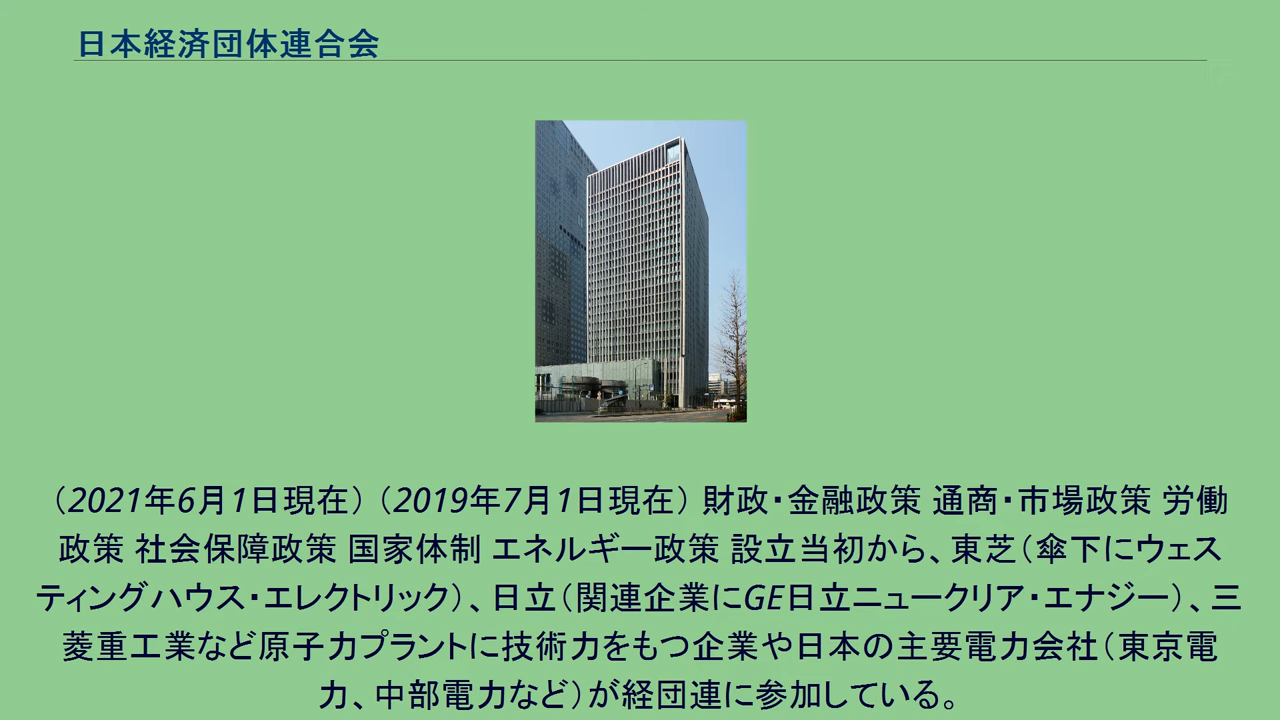 日本経済団体連合会
（2021年6月1日現在）（2019年7月1日現在） 財政・金融政策 通商・市場政策 労働
政策 社会保障政策 国家体制 エネルギー政策 設立当初から、東芝（傘下にウェス
ティングハウス・エレクトリック）、日立（関連企業にGE日立ニュークリア・エナジー）、三
菱重工業など原子力プラントに技術力をもつ企業や日本の主要電力会社（東京電
力、中部電力など）が経団連に参加している。